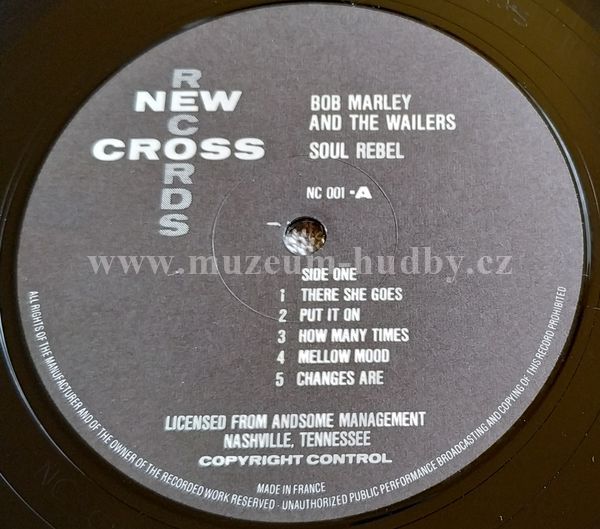 RECORDS
NEW
CROSS
BOB MARLEY
AND THE WAILERS
SOUL REBEL
NC 001 - A
www.muzeum-hudby.cz
SIDE ONE
1 THERE SHE GOES
2 PUT IT ON
3 HOW MANY TIMES
4 MELLOW MOOD
5 CHANGES ARE
LICENSED FROM ANDSOME MANAGEMENT
NASHVILLE, TENNESSEE
COPYRIGHT CONTROL
MADE IN FRANCE
ALL RIGHTS OF THE MANUFACTURER AND OF THE OWNER OF THE RECORDED WORK RESERVED · UNAUTHORIZED PUBLIC PERFORMANCE BROADCASTING AND COPYING OF THIS RECORD PROHIBITED